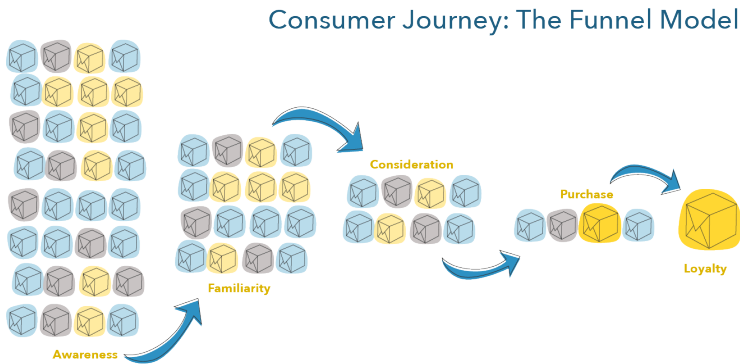 Consumer Journey: The Funnel Model
Awareness
Familiarity
Consideration
Purchase
Loyalty